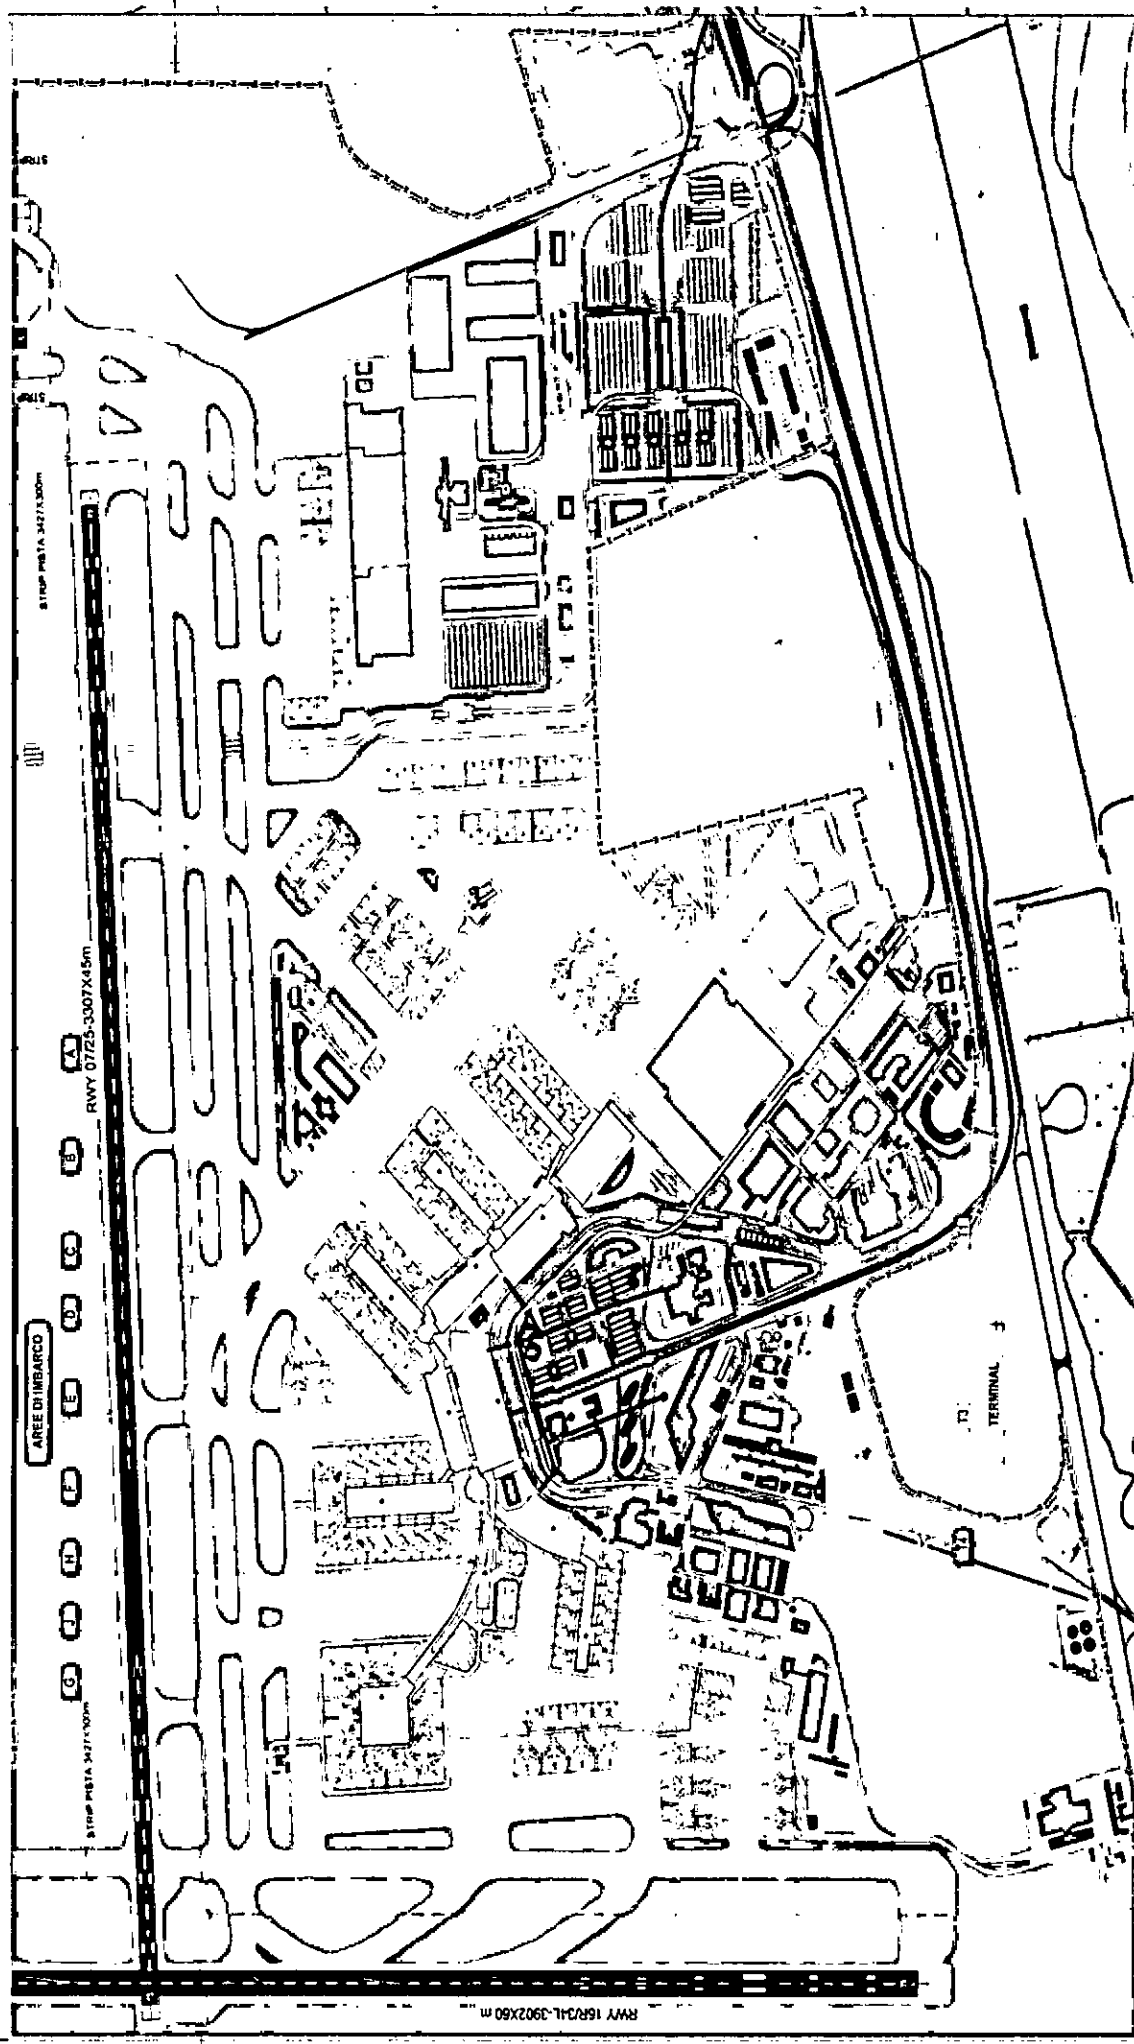 STRIP
STRIP
STRIP PISTA 3427X300m
RWY 07/25-3307X45m
A
B
C
D
E
F
H
G
AREE DI IMBARCO
STRIP PISTA 3427X300m
T3
TERMINAL
RWY 16R/34L-3902X60 m